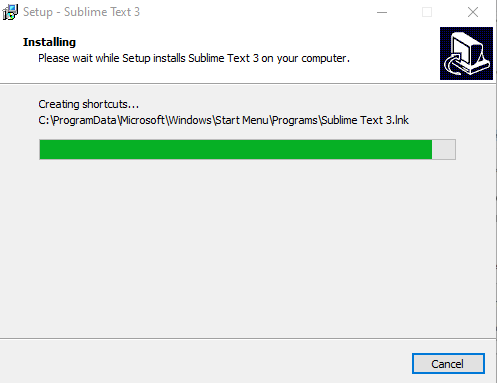 Setup - Sublime Text 3
Installing
Please wait while Setup installs Sublime Text 3 on your computer.
Creating shortcuts...
C:\ProgramData\Microsoft\Windows\Start Menu\Programs\Sublime Text 3.lnk
Cancel